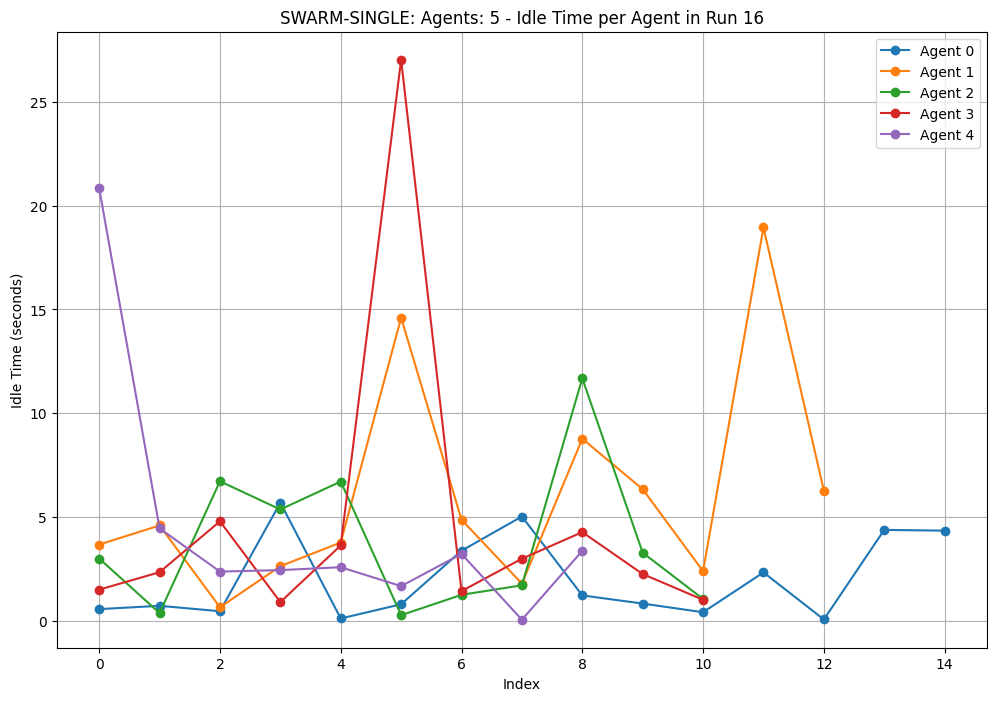 SWARM-SINGLE: Agents: 5 - Idle Time per Agent in Run 16
Agent 0
Agent 1
Agent 2
Agent 3
Agent 4
Idle Time (seconds)
25
20
15
10
5
0
0 2 4 6 8 10 12 14
Index